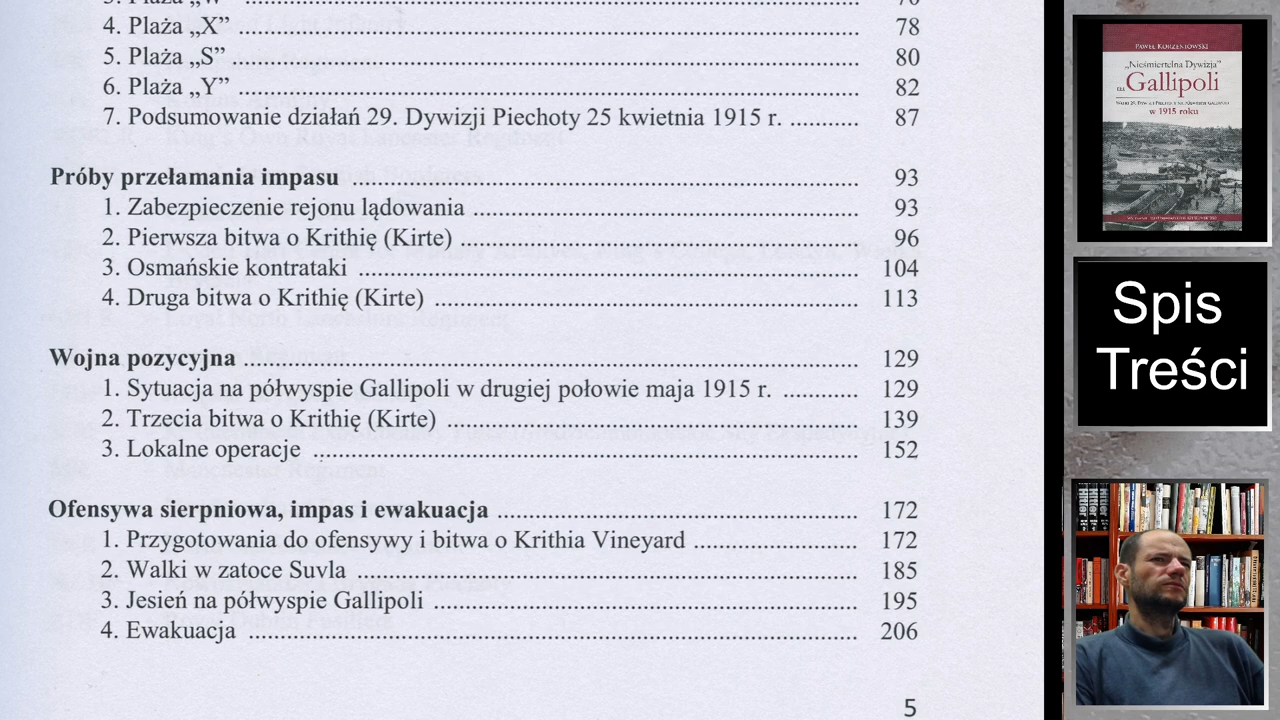 4. Plaża „X” 78
5. Plaża „S” 80
6. Plaża „Y” 82
7. Podsumowanie działań 29. Dywizji Piechoty 25 kwietnia 1915 r. 87
Próby przełamania impasu 93
1. Zabezpieczenie rejonu lądowania 93
2. Pierwsza bitwa o Krithię (Kirte) 96
3. Osmańskie kontrataki 104
4. Druga bitwa o Krithię (Kirte) 113
Wojna pozycyjna 129
1. Sytuacja na półwyspie Gallipoli w drugiej połowie maja 1915 r. 129
2. Trzecia bitwa o Krithię (Kirte) 139
3. Lokalne operacje 152
Ofensywa sierpniowa, impas i ewakuacja 172
1. Przygotowania do ofensywy i bitwa o Krithia Vineyard 172
2. Walki w zatoce Suvla 185
3. Jesień na półwyspie Gallipoli 195
4. Ewakuacja 206
5
Paweł Korzeniowski
„Nieśmiertelna Dywizja”
na Gallipoli
w 1915 roku
Spis
Treści